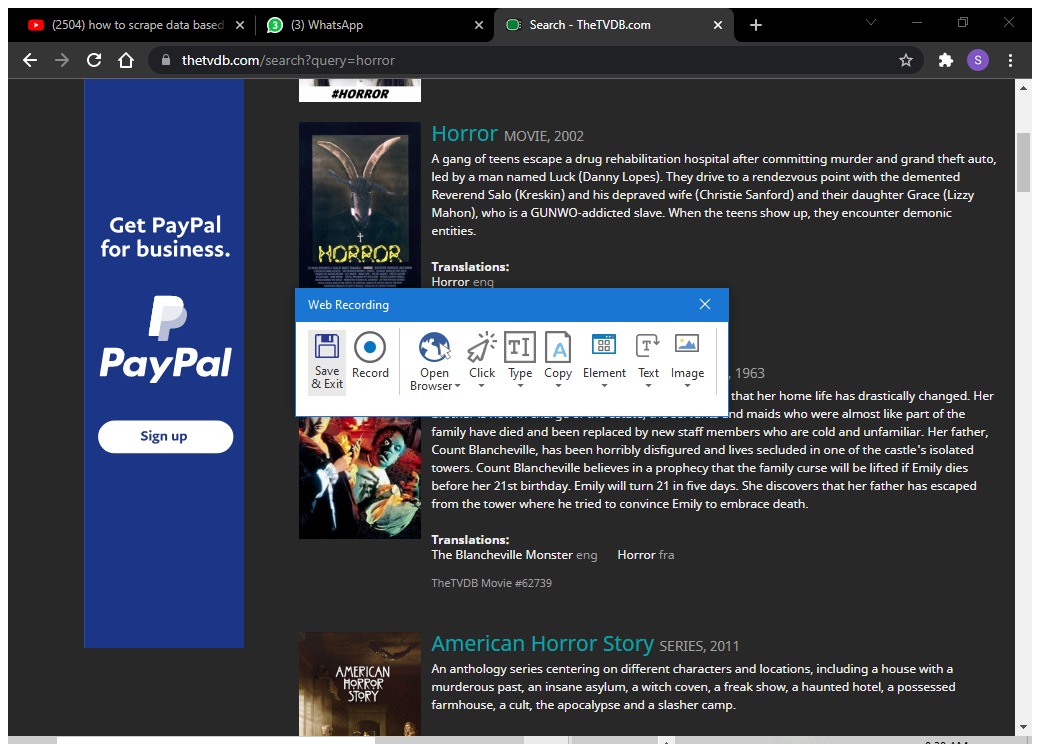 (2504) how to scrape data based
3
(3) WhatsApp
Search - TheTVDB.com
thetvdb.com/search?query=horror
S
#HORROR
Horror MOVIE, 2002
A gang of teens escape a drug rehabilitation hospital after committing murder and grand theft auto,
led by a man named Luck (Danny Lopes). They drive to a rendezvous point with the demented
Reverend Salo (Kreskin) and his depraved wife (Christie Sanford) and their daughter Grace (Lizzy
Mahon), who is a GUNWO-addicted slave. When the teens show up, they encounter demonic
entities.
HORROR
Translations:
Horror eng
Get PayPal
for business.
PayPal
Sign up
Web Recording
Save
& Exit
Record
Open
Browser
Click
Type
Copy
Element
Text
Image
, 1963
that her home life has drastically changed. Her
and maids who were almost like part of the
family have died and been replaced by new staff members who are cold and unfamiliar. Her father,
Count Blancheville, has been horribly disfigured and lives secluded in one of the castle's isolated
towers. Count Blancheville believes in a prophecy that the family curse will be lifted if Emily dies
before her 21st birthday. Emily will turn 21 in five days. She discovers that her father has escaped
from the tower where he tried to convince Emily to embrace death.
Translations:
The Blancheville Monster eng Horror fra
TheTVDB Movie #62739
American Horror Story SERIES, 2011
An anthology series centering on different characters and locations, including a house with a
murderous past, an insane asylum, a witch coven, a freak show, a haunted hotel, a possessed
farmhouse, a cult, the apocalypse and a slasher camp.
AMERICAN
HORROR
STORY